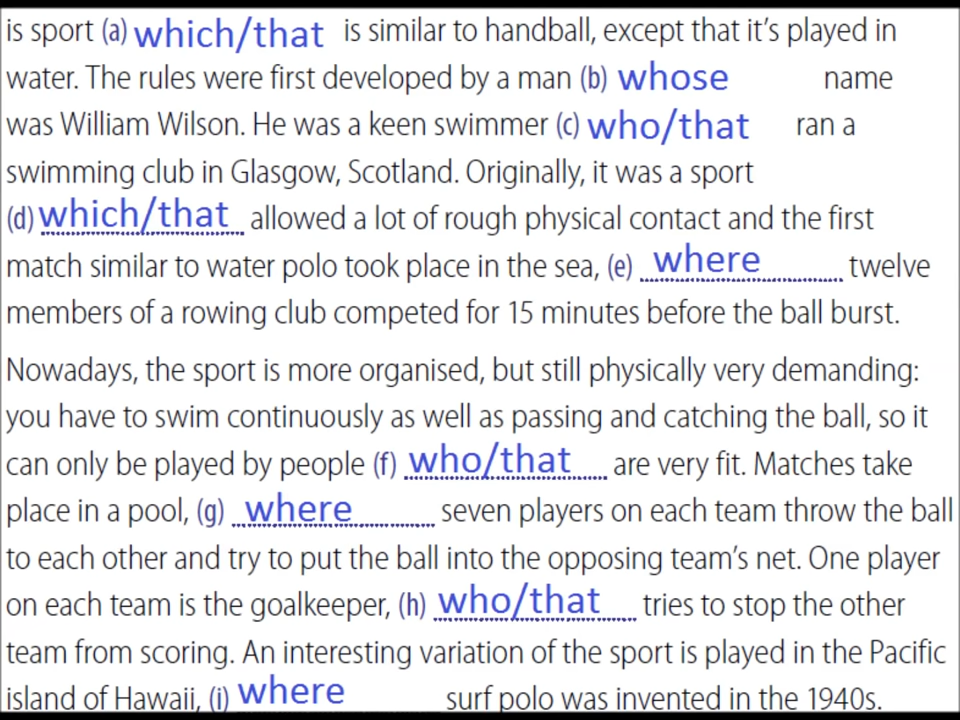 is sport (a) which/that is similar to handball, except that it's played in
water. The rules were first developed by a man (b) whose name
was William Wilson. He was a keen swimmer (c) who/that ran a
swimming club in Glasgow, Scotland. Originally, it was a sport
(d) which/that allowed a lot of rough physical contact and the first
match similar to water polo took place in the sea, (e) where twelve
members of a rowing club competed for 15 minutes before the ball burst.
Nowadays, the sport is more organised, but still physically very demanding:
you have to swim continuously as well as passing and catching the ball, so it
can only be played by people (f) who/that are very fit. Matches take
place in a pool, (g) where seven players on each team throw the ball
to each other and try to put the ball into the opposing team's net. One player
on each team is the goalkeeper, (h) who/that tries to stop the other
team from scoring. An interesting variation of the sport is played in the Pacific
island of Hawaii, (i) where surf polo was invented in the 1940s.